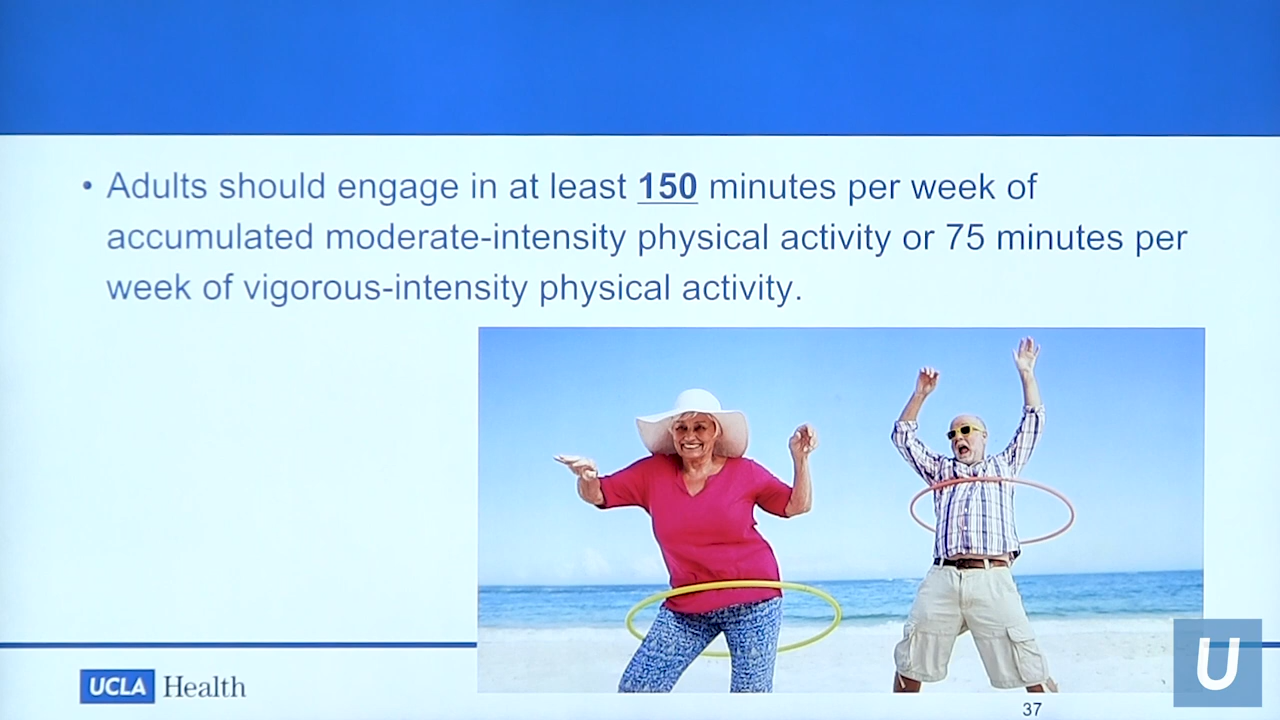 • Adults should engage in at least 150 minutes per week of
accumulated moderate-intensity physical activity or 75 minutes per
week of vigorous-intensity physical activity.
UCLA Health
37
U